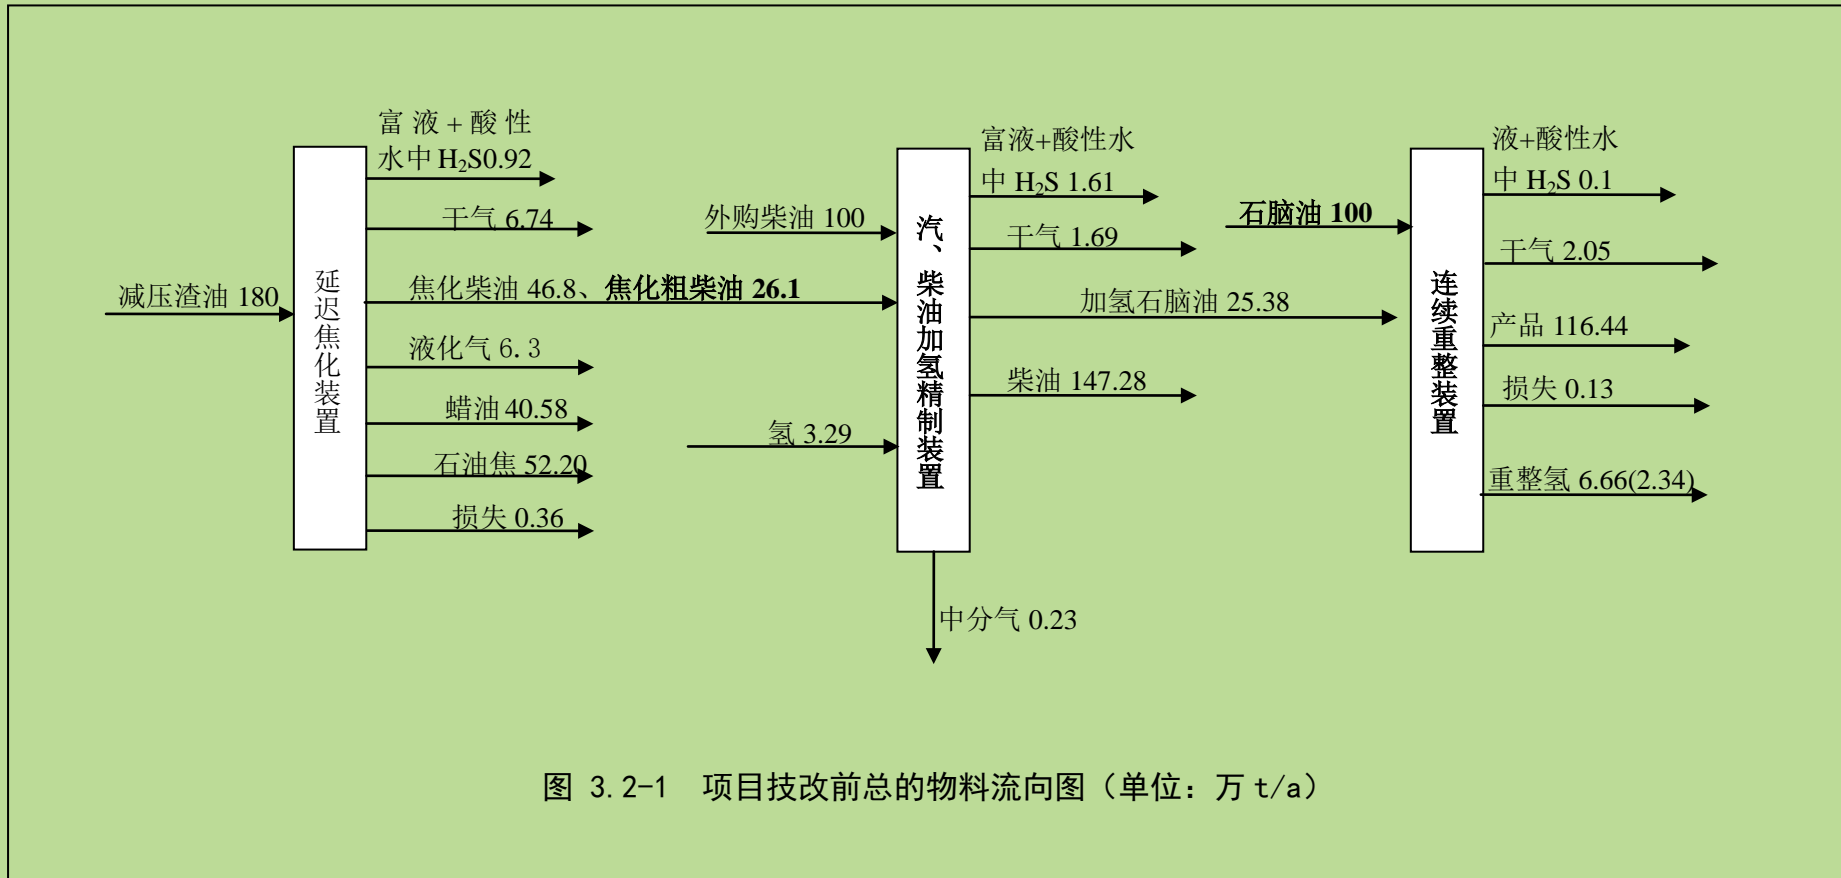 富液+酸性
水中 H₂S0.92
干气 6.74
减压渣油 180
延迟焦化装置
焦化柴油 46.8、焦化粗柴油 26.1
液化气 6.3
蜡油 40.58
石油焦 52.20
损失 0.36
外购柴油 100
氢 3.29
汽、柴油加氢精制装置
富液+酸性水
中 H₂S 1.61
干气 1.69
加氢石脑油 25.38
柴油 147.28
中分气 0.23
石脑油 100
连续重整装置
液+酸性水
中 H₂S 0.1
干气 2.05
产品 116.44
损失 0.13
重整氢 6.66(2.34)
图 3.2-1 项目技改前总的物料流向图（单位：万 t/a）